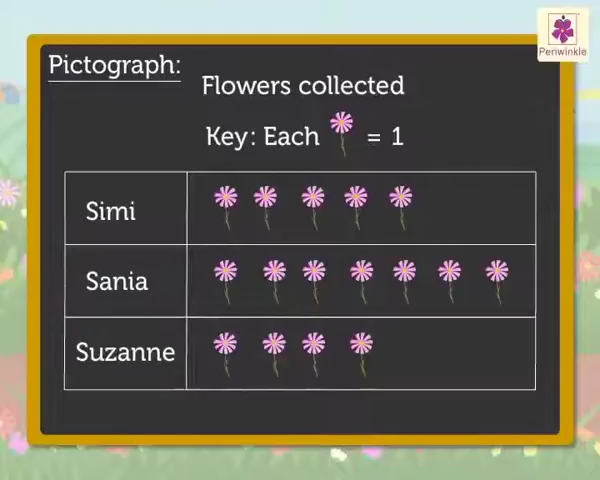 Periwinkle
Pictograph:
Flowers collected
Key: Each = 1
Simi
Sania
Suzanne